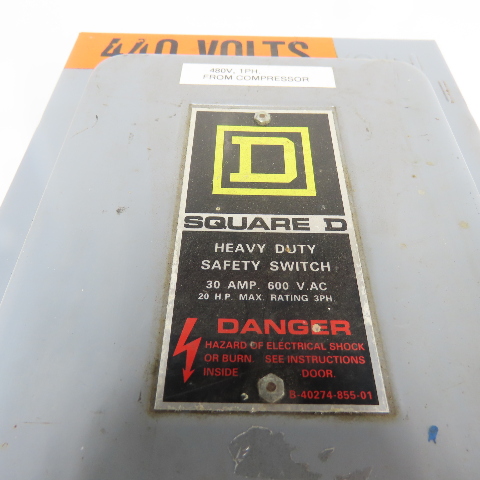 440 VOLTS
480V, 1PH
FROM COMPRESSOR
D
SQUARE D
HEAVY DUTY
SAFETY SWITCH
30 AMP. 600 V.AC
20 H.P. MAX. RATING 3PH.
DANGER
HAZARD OF ELECTRICAL SHOCK
OR BURN. SEE INSTRUCTIONS
INSIDE DOOR.
B-40274-855-01